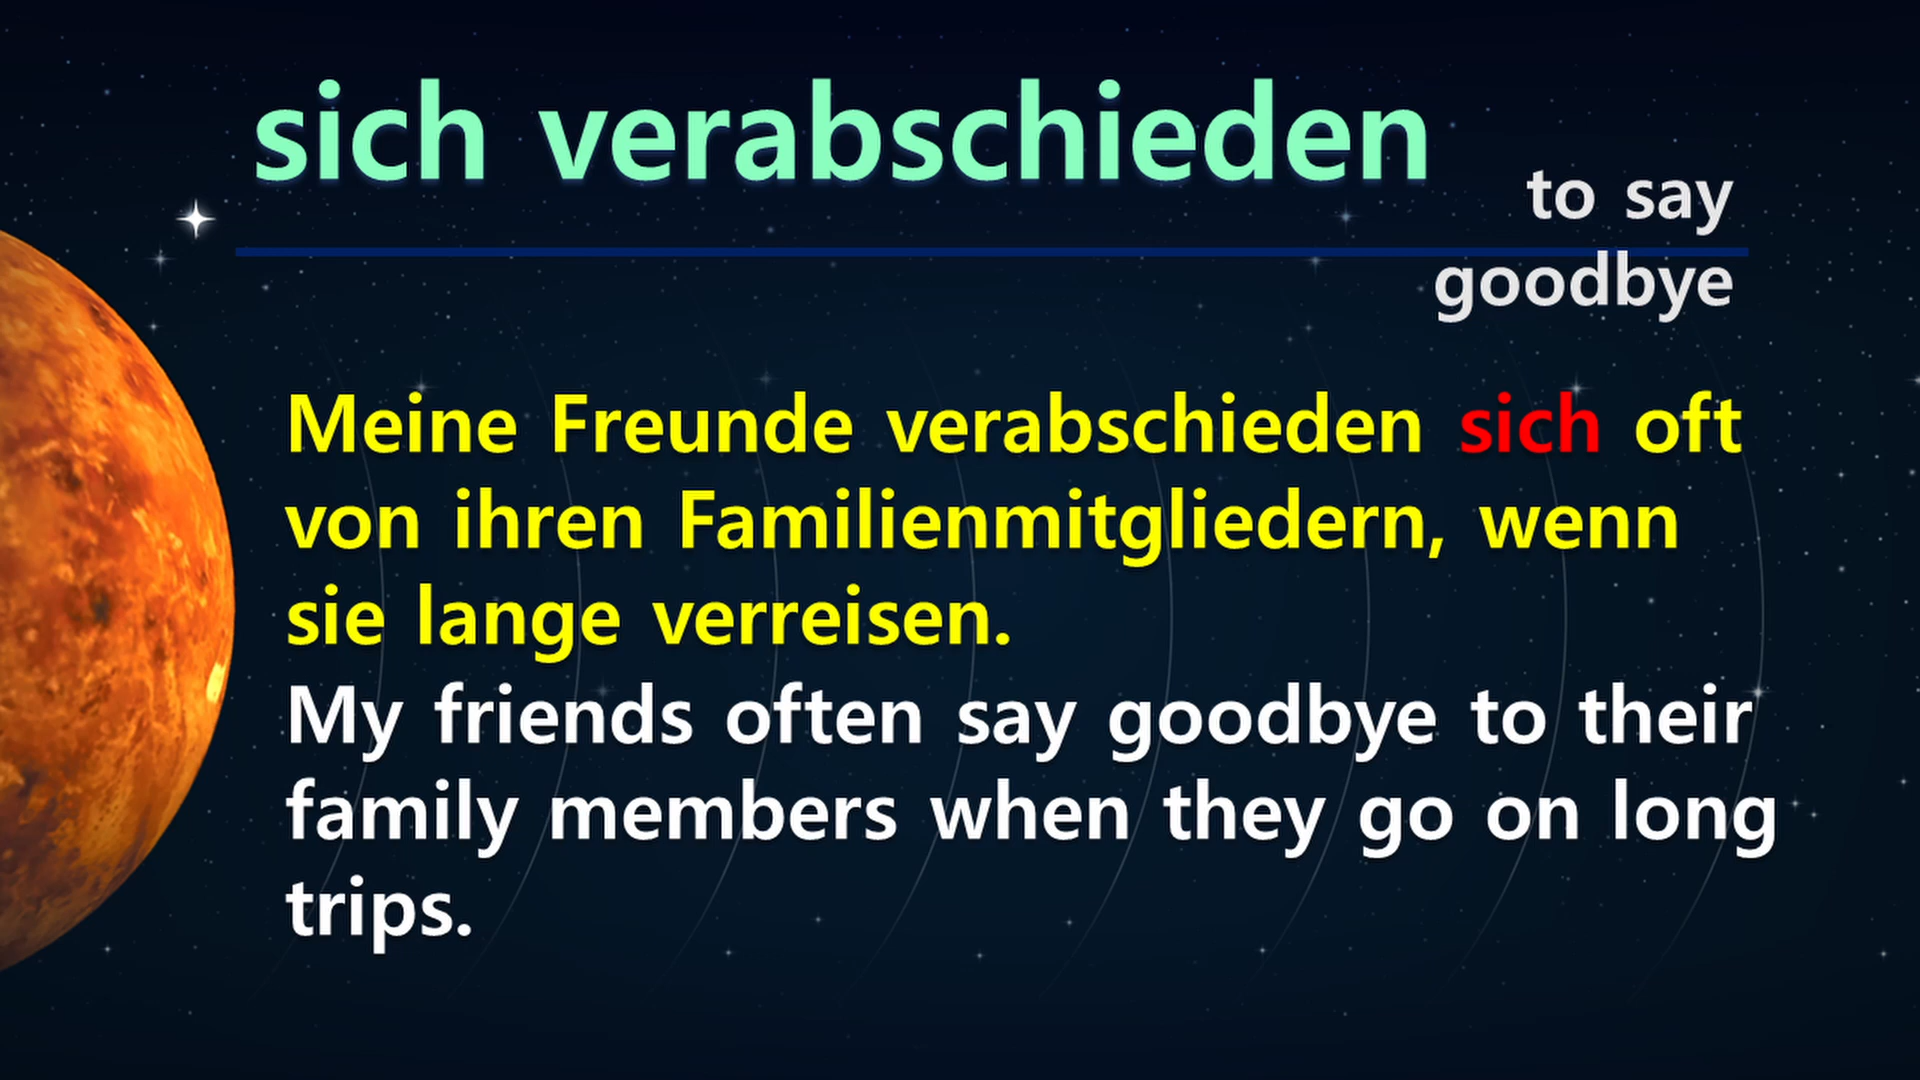 sich verabschieden
to say
goodbye
Meine Freunde verabschieden sich oft
von ihren Familienmitgliedern, wenn
sie lange verreisen.
My friends often say goodbye to their
family members when they go on long
trips.